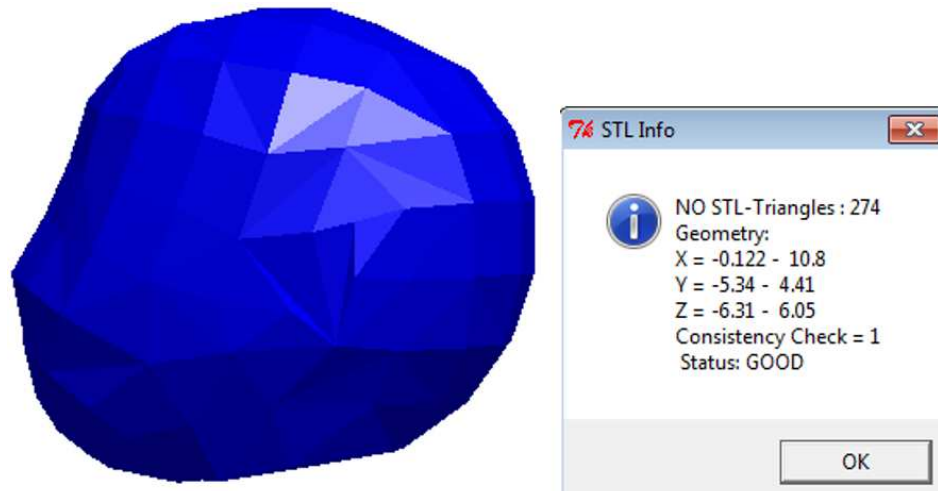 STL Info
NO STL-Triangles : 274
Geometry:
X = -0.122 - 10.8
Y = -5.34 - 4.41
Z = -6.31 - 6.05
Consistency Check = 1
Status: GOOD
OK